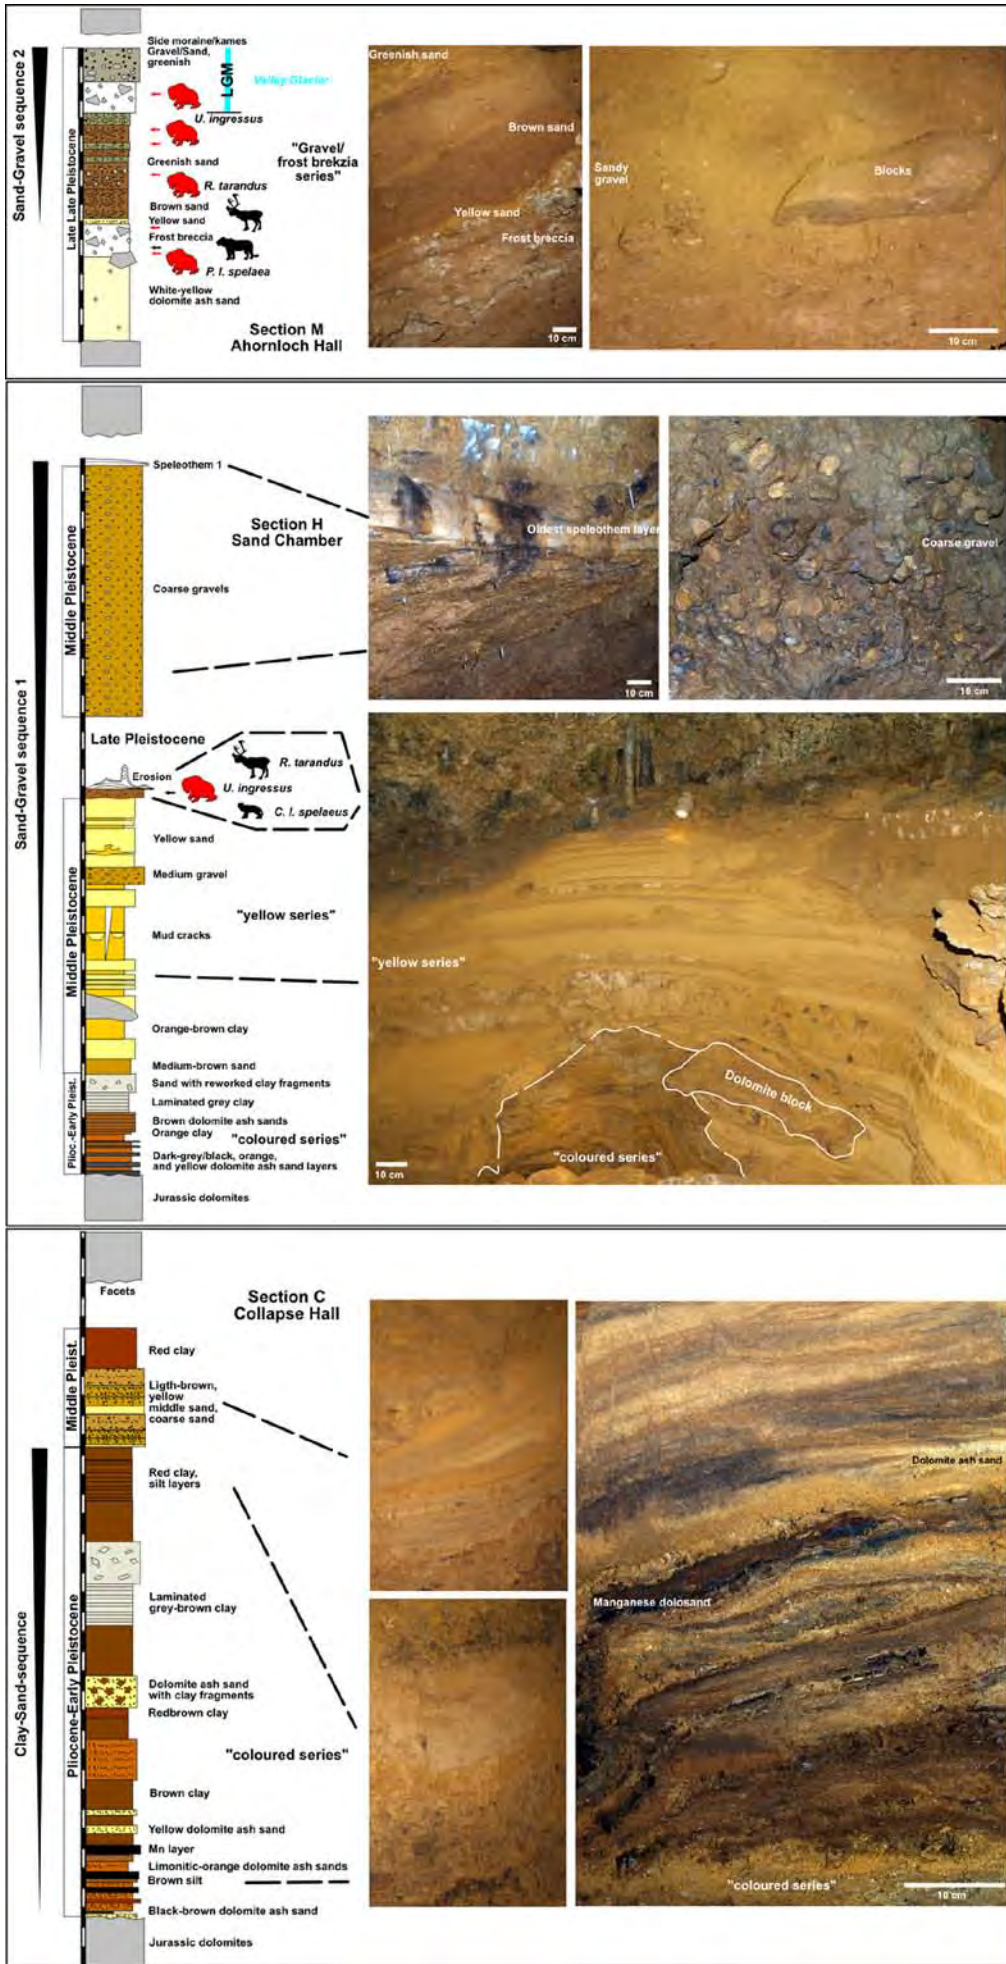 Sand-Gravel sequence 2
Late Late Pleistocene
Side moraine/kames
Gravel/Sand,
greenish
LGM
Valley Glacier
U. ingressus
"Gravel/
frost brekzia
series"
Greenish sand
R. tarandus
Brown sand
Yellow sand
Frost breccia
P. l. spelaea
White-yellow
dolomite ash sand
Section M
Ahornloch Hall
Greenish sand
Brown sand
Yellow sand
Frost breccia
10 cm
Sandy
gravel
Blocks
10 cm
Sand-Gravel sequence 1
Middle Pleistocene
Speleothem 1
Section H
Sand Chamber
Coarse gravels
Oldest speleothem layer
10 cm
Coarse gravel
10 cm
Late Pleistocene
Erosion
R. tarandus
U. ingressus
C. l. spelaeus
Middle Pleistocene
Yellow sand
Medium gravel
"yellow series"
Mud cracks
Orange-brown clay
Medium-brown sand
Plioc.-Early Pleist.
Sand with reworked clay fragments
Laminated grey clay
Brown dolomite ash sands
Orange clay
"coloured series"
Dark-grey/black, orange,
and yellow dolomite ash sand layers
Jurassic dolomites
"yellow series"
Dolomite block
"coloured series"
10 cm
Clay-Sand-sequence
Facets
Section C
Collapse Hall
Middle Pleist.
Red clay
Ligth-brown,
yellow
middle sand,
coarse sand
Pliocene-Early Pleistocene
Red clay,
silt layers
Laminated
grey-brown clay
Dolomite ash sand
with clay fragments
Redbrown clay
"coloured series"
Brown clay
Yellow dolomite ash sand
Mn layer
Limonitic-orange dolomite ash sands
Brown silt
Black-brown dolomite ash sand
Jurassic dolomites
Dolomite ash sand
Manganese dolosand
"coloured series"
10 cm